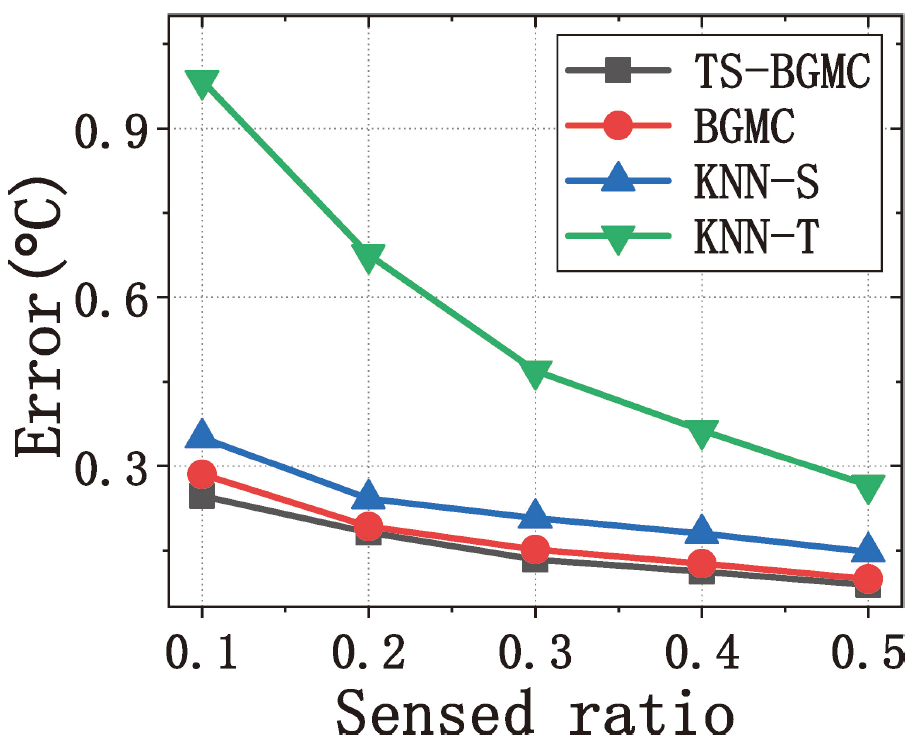 TS-BGMC
BGMC
KNN-S
KNN-T
Error(°C)
0.9
0.6
0.3
0.1 0.2 0.3 0.4 0.5
Sensed ratio